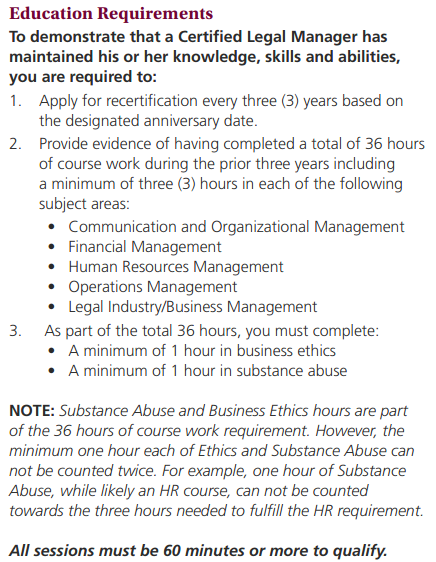 Education Requirements
To demonstrate that a Certified Legal Manager has
maintained his or her knowledge, skills and abilities,
you are required to:
1. Apply for recertification every three (3) years based on
the designated anniversary date.
2. Provide evidence of having completed a total of 36 hours
of course work during the prior three years including
a minimum of three (3) hours in each of the following
subject areas:
• Communication and Organizational Management
• Financial Management
• Human Resources Management
• Operations Management
• Legal Industry/Business Management
3. As part of the total 36 hours, you must complete:
• A minimum of 1 hour in business ethics
• A minimum of 1 hour in substance abuse
NOTE: Substance Abuse and Business Ethics hours are part
of the 36 hours of course work requirement. However, the
minimum one hour each of Ethics and Substance Abuse can
not be counted twice. For example, one hour of Substance
Abuse, while likely an HR course, can not be counted
towards the three hours needed to fulfill the HR requirement.
All sessions must be 60 minutes or more to qualify.